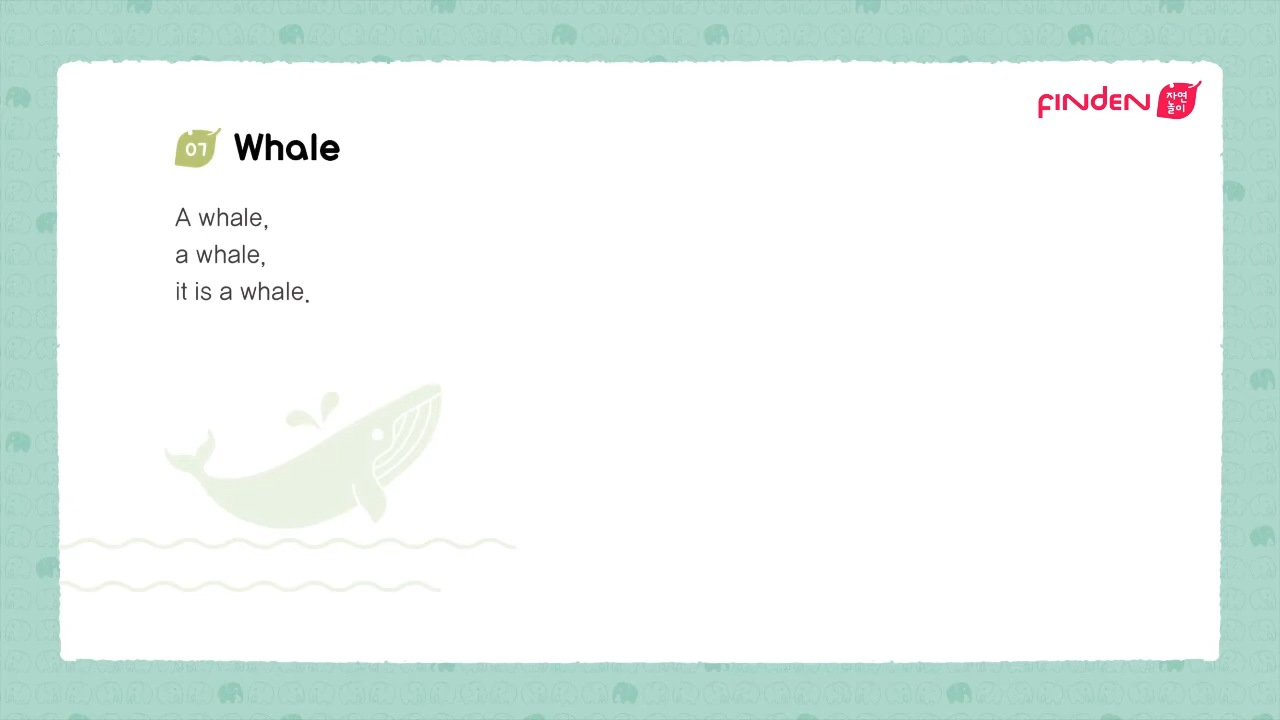 FINdEN 자연
놀이
07 Whale
A whale,
a whale,
it is a whale.